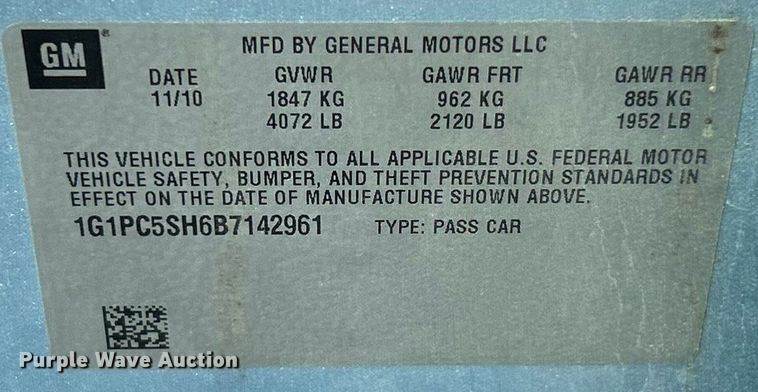 GM
MFD BY GENERAL MOTORS LLC
DATE GVWR GAWR FRT GAWR RR
11/10 1847 KG 962 KG 885 KG
4072 LB 2120 LB 1952 LB
THIS VEHICLE CONFORMS TO ALL APPLICABLE U.S. FEDERAL MOTOR
VEHICLE SAFETY, BUMPER, AND THEFT PREVENTION STANDARDS IN
EFFECT ON THE DATE OF MANUFACTURE SHOWN ABOVE.
1G1PC5SH6B7142961 TYPE: PASS CAR
Purple Wave Auction